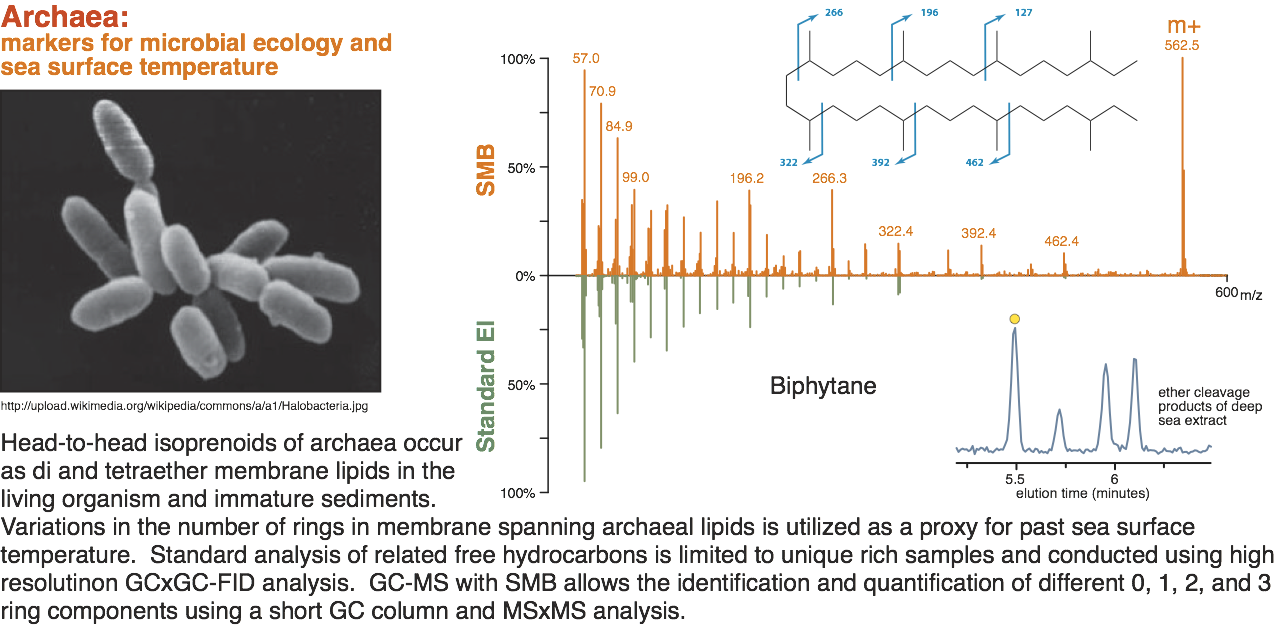 Archaea:
markers for microbial ecology and
sea surface temperature
http://upload.wikimedia.org/wikipedia/commons/a/a1/Halobacteria.jpg
Head-to-head isoprenoids of archaea occur
as di and tetraether membrane lipids in the
living organism and immature sediments.
266
196
127
m+
562.5
100%
57.0
70.9
84.9
SMB
50%
99.0
196.2
266.3
322
392
462
322.4
392.4
462.4
0%
600 m/z
Standard EI
50%
100%
Biphytane
ether cleavage
products of deep
sea extract
5.5
6
elution time (minutes)
Variations in the number of rings in membrane spanning archaeal lipids is utilized as a proxy for past sea surface
temperature. Standard analysis of related free hydrocarbons is limited to unique rich samples and conducted using high
resolutinon GCxGC-FID analysis. GC-MS with SMB allows the identification and quantification of different 0, 1, 2, and 3
ring components using a short GC column and MSxMS analysis.